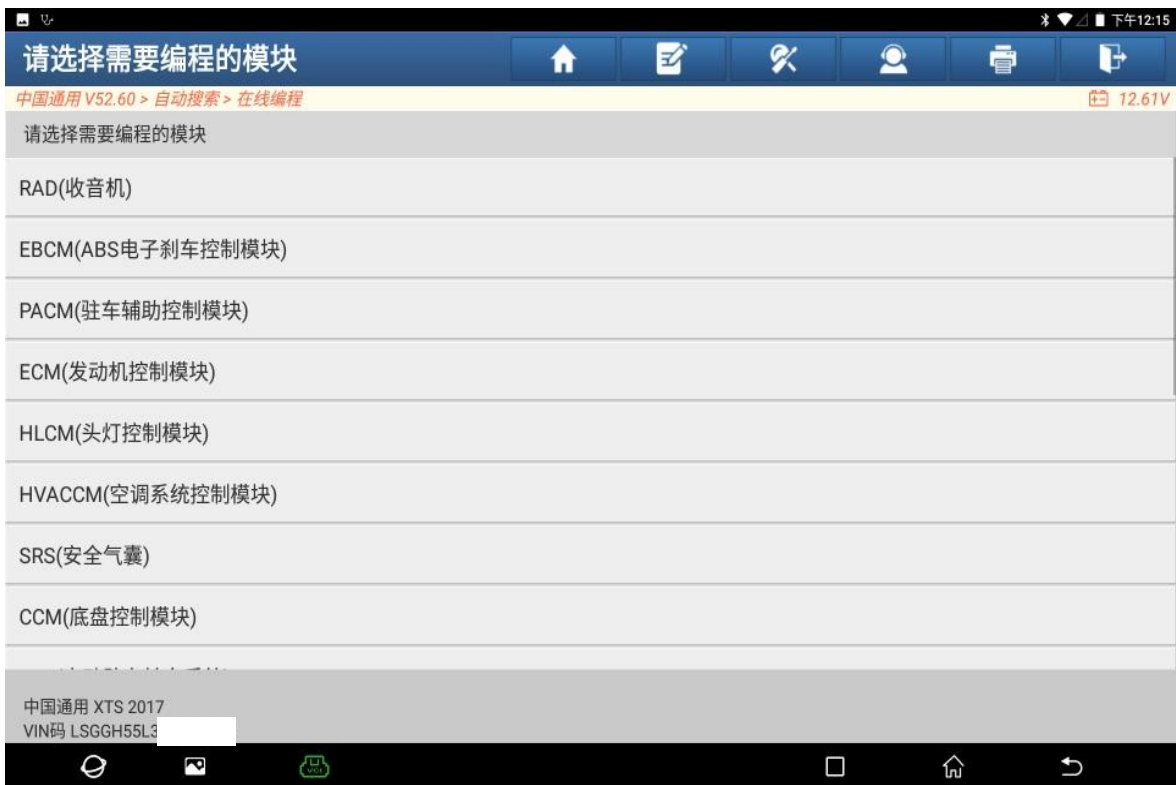 下午12:15
请选择需要编程的模块
中国通用 V52.60 > 自动搜索 > 在线编程
12.61V
请选择需要编程的模块
RAD(收音机)
EBCM(ABS电子刹车控制模块)
PACM(驻车辅助控制模块)
ECM(发动机控制模块)
HLCM(头灯控制模块)
HVACCM(空调系统控制模块)
SRS(安全气囊)
CCM(底盘控制模块)
中国通用 XTS 2017
VIN码 LSGGH55L3
VCI